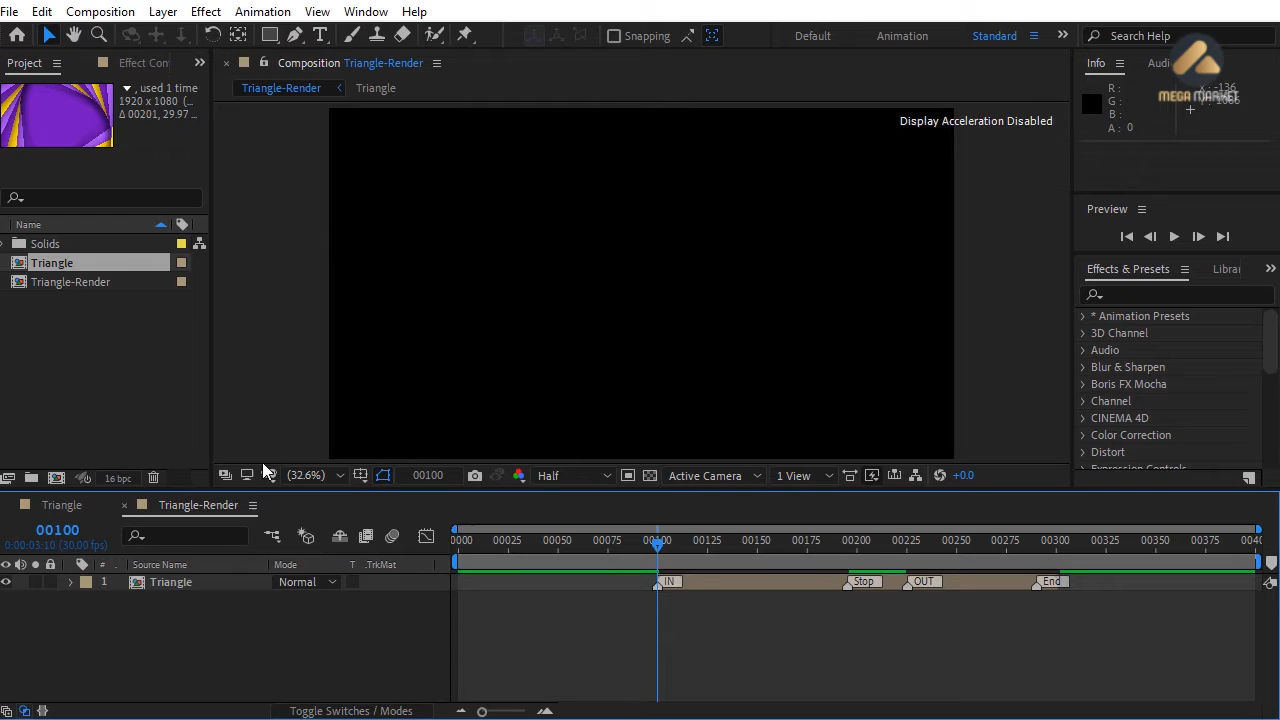 File Edit Composition Layer Effect Animation View Window Help
Snapping Default Animation Standard Search Help
Project Effect Con
Composition Triangle-Render
Info Audi
, used 1 time
1920 x 1080 (...
Δ 00201, 29.97 ...
Triangle-Render Triangle
Display Acceleration Disabled
R :
G :
B :
A : 0
X : -136
MEGA MARKET
Preview
Name
Solids
Triangle
Triangle-Render
Effects & Presets Librar
* Animation Presets
3D Channel
Audio
Blur & Sharpen
Boris FX Mocha
Channel
CINEMA 4D
Color Correction
Distort
Expression Controls
16 bpc
(32.6%) 00100 Half Active Camera 1 View +0.0
Triangle Triangle-Render
00100
0:00:03:10 (30.00 fps)
0000 00025 00050 00075 00100 00125 00150 00175 00200 00225 00250 00275 00300 00325 00350 00375 0040
# Source Name Mode T .TrkMat
1 Triangle Normal
IN Stop OUT End
Toggle Switches / Modes